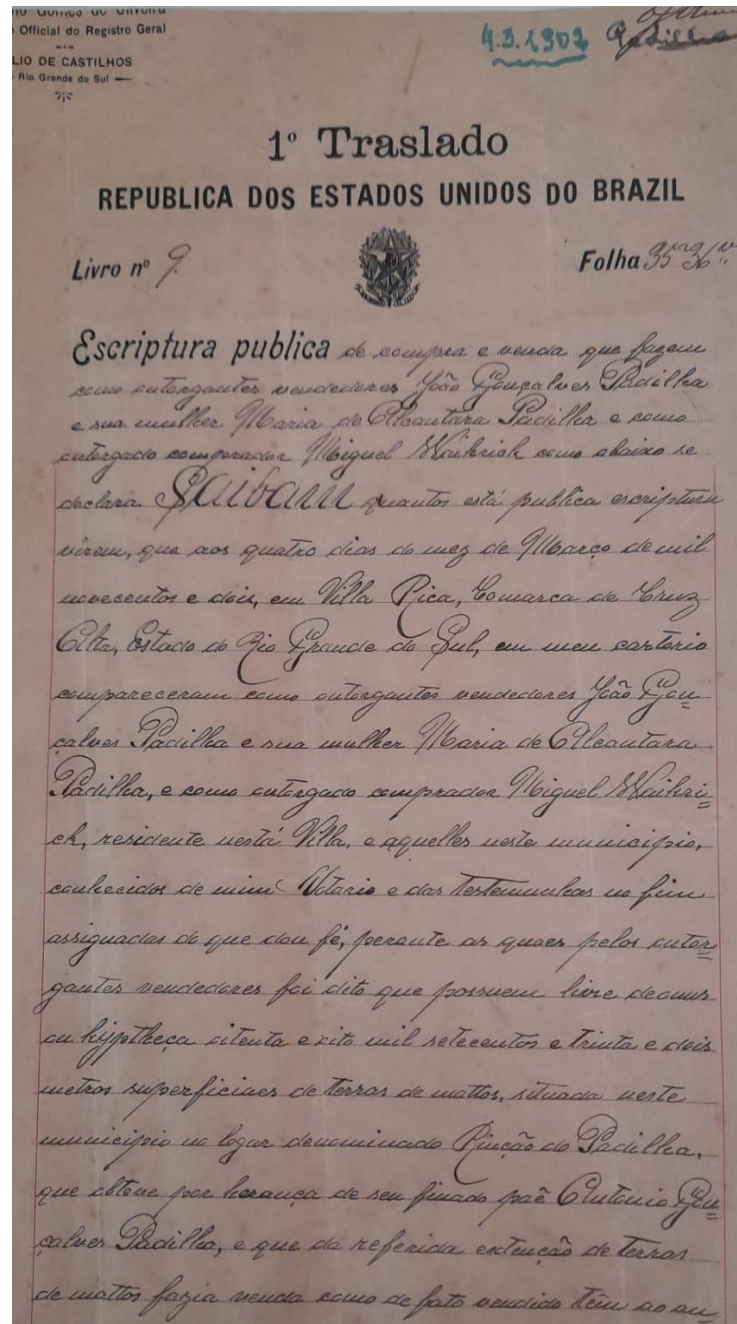 Gomes de Oliveira
Official do Registro Geral
LIO DE CASTILHOS
Rio Grande do Sul
4.3.1902
1º Traslado
REPUBLICA DOS ESTADOS UNIDOS DO BRAZIL
Livro nº 9.
Folha 35 36
Escriptura publica de compra e venda que fazem
como outorgantes vendedores João Gonçalves Padilha
e sua mulher Maria de Alcantara Padilha e como
outorgado comprador Miguel Waihrich como abaixo se
declara Saibam quantos está publica escriptura
virem, que aos quatro dias do mez de Março de mil
novecentos e dois, em Villa Rica, Comarca de Cruz
Alta, Estado do Rio Grande do Sul, em meu cartorio
compareceram como outorgantes vendedores João Gon=
çalves Padilha e sua mulher Maria de Alcantara
Padilha, e como outorgado comprador Miguel Waihri=
ch, residente nestá Villa, e aquelles neste municipio,
conhecidos de mim Notario e das testemunhas no fim
assignadas do que dou fé, perante as quaes pelos outor=
gantes vendedores foi dito que possuem livre de onus
ou hyptheca oitenta e oito mil setecentos e trinta e dois
metros superficiaes de terras de mattos, situada neste
municipio no logar denominado Rincão do Padilha,
que obteve por herança de seu finado pae Antonio Gon=
çalves Padilha, e que da referida extenção de terras
de mattos fazia venda como de fato vendido têm ao ou-